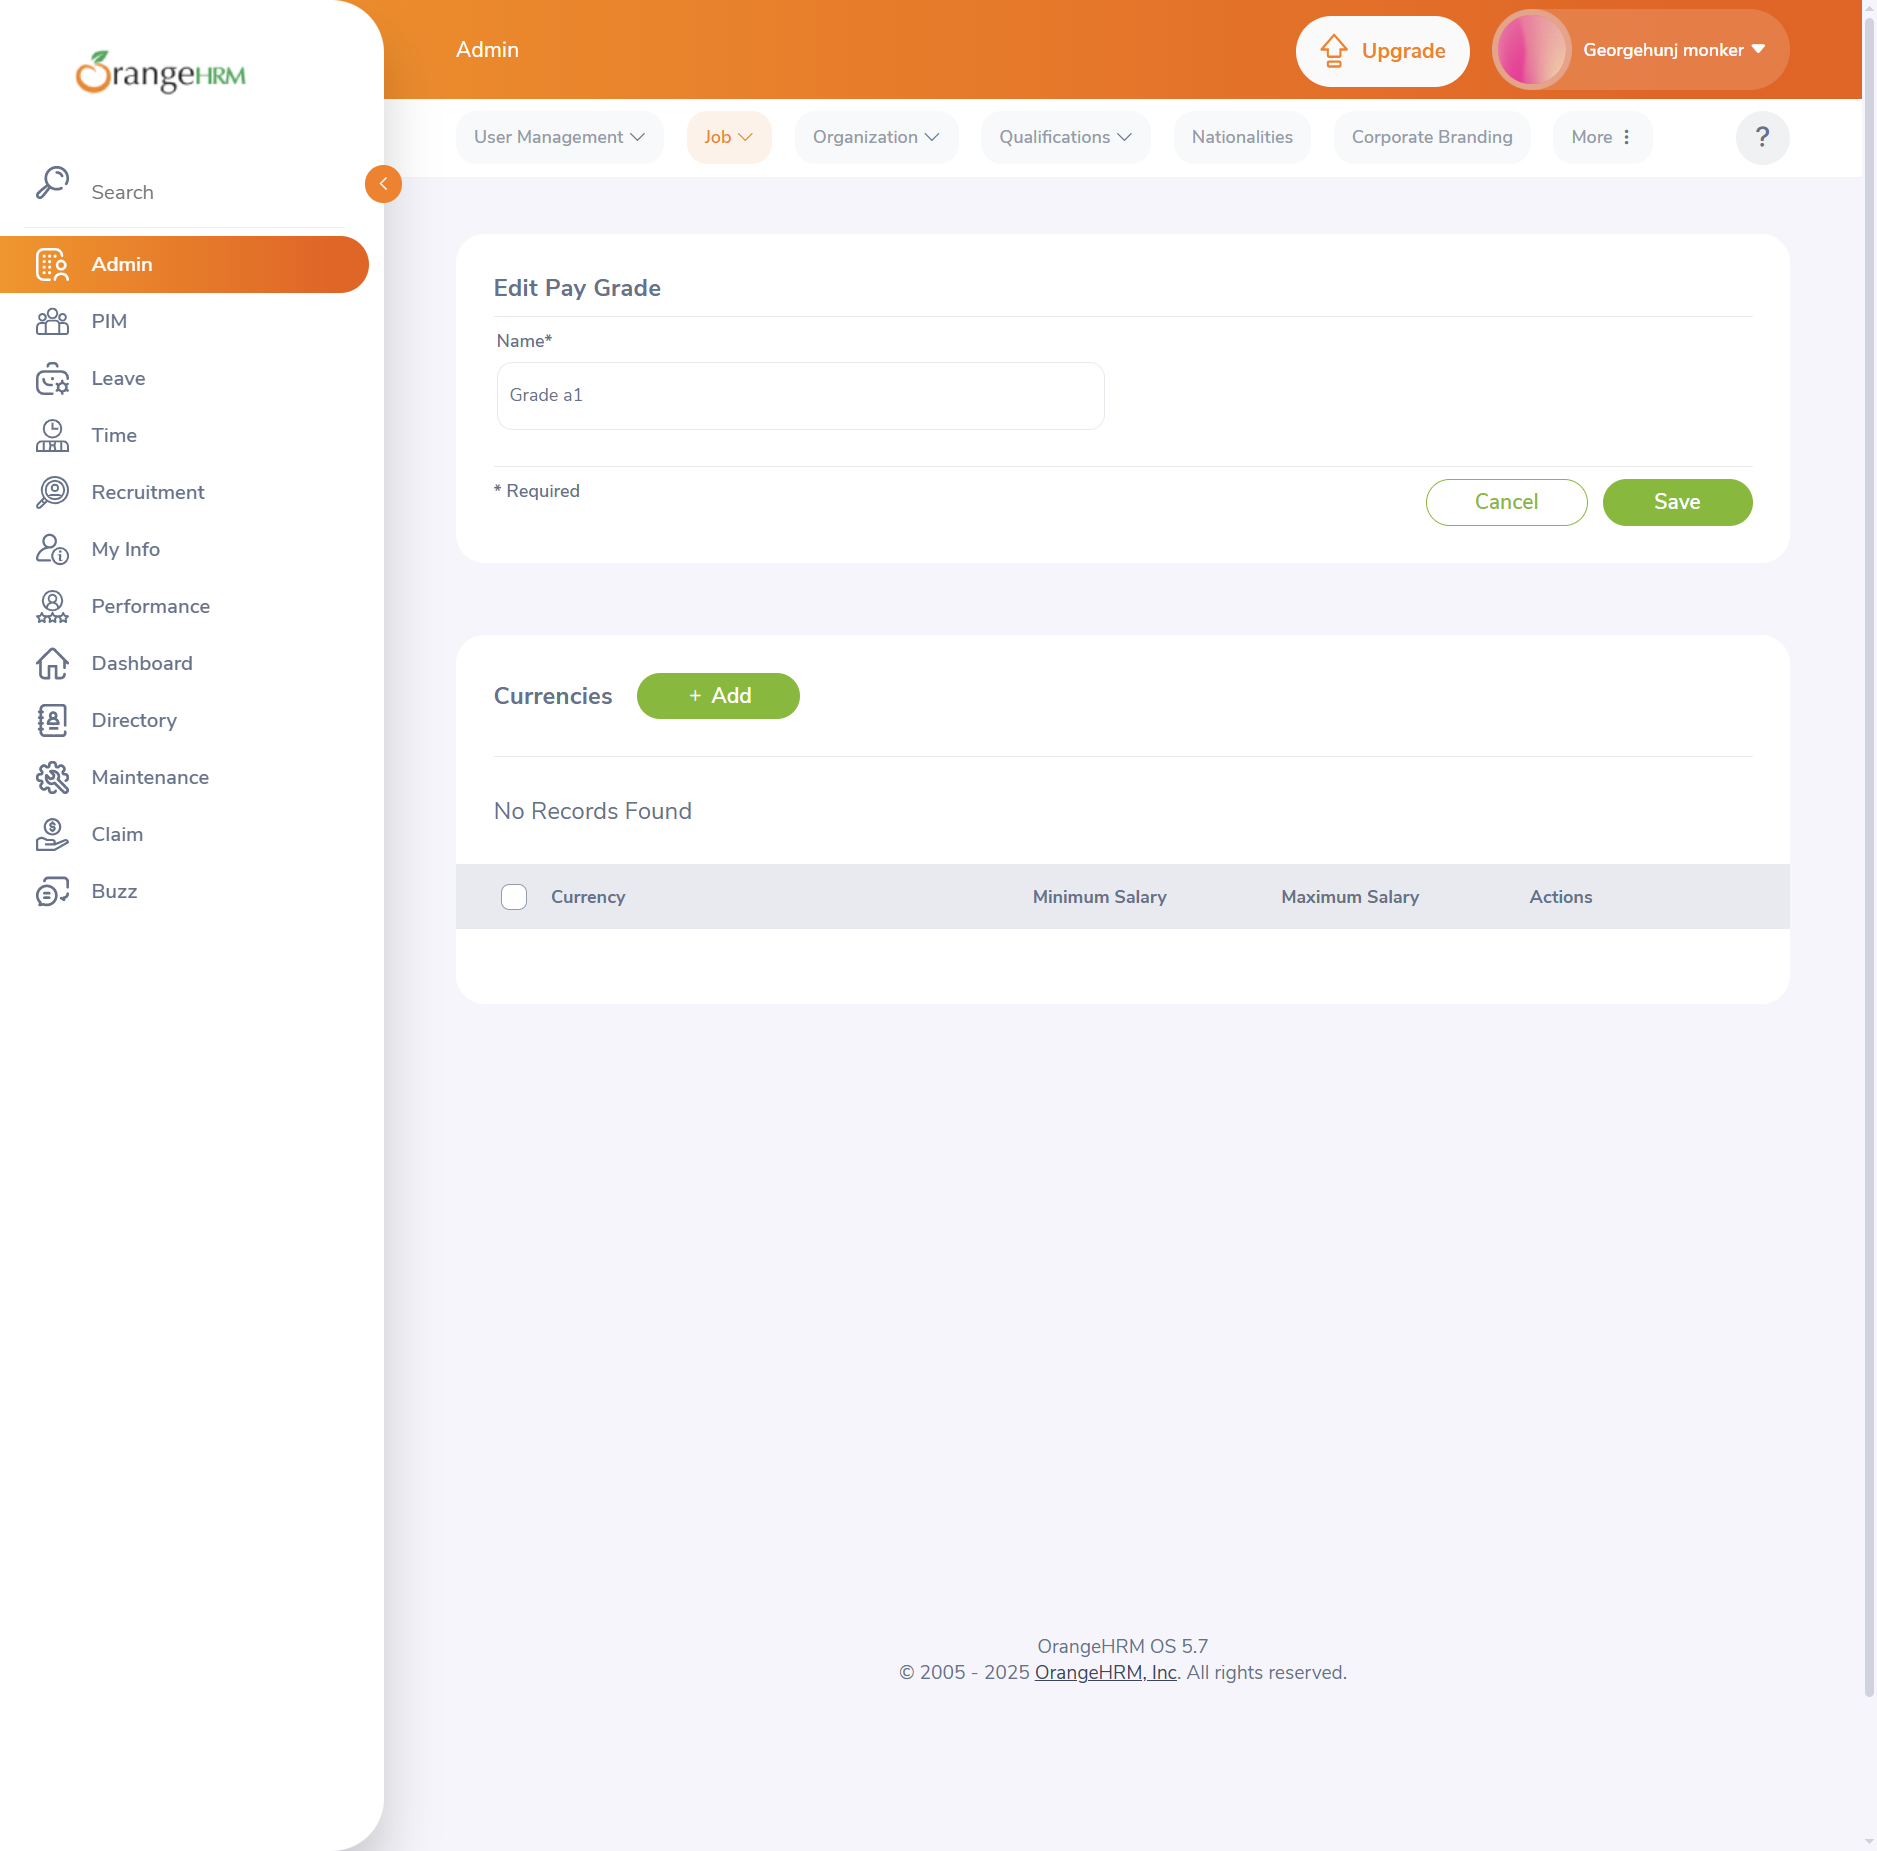 OrangeHRM
Admin
Upgrade
Georgehunj monker
User Management
Job
Organization
Qualifications
Nationalities
Corporate Branding
More
?
Search
Admin
PIM
Leave
Time
Recruitment
My Info
Performance
Dashboard
Directory
Maintenance
Claim
Buzz
Edit Pay Grade
Name*
Grade a1
* Required
Cancel
Save
Currencies
+ Add
No Records Found
Currency Minimum Salary Maximum Salary Actions
OrangeHRM OS 5.7
© 2005 - 2025 OrangeHRM, Inc. All rights reserved.